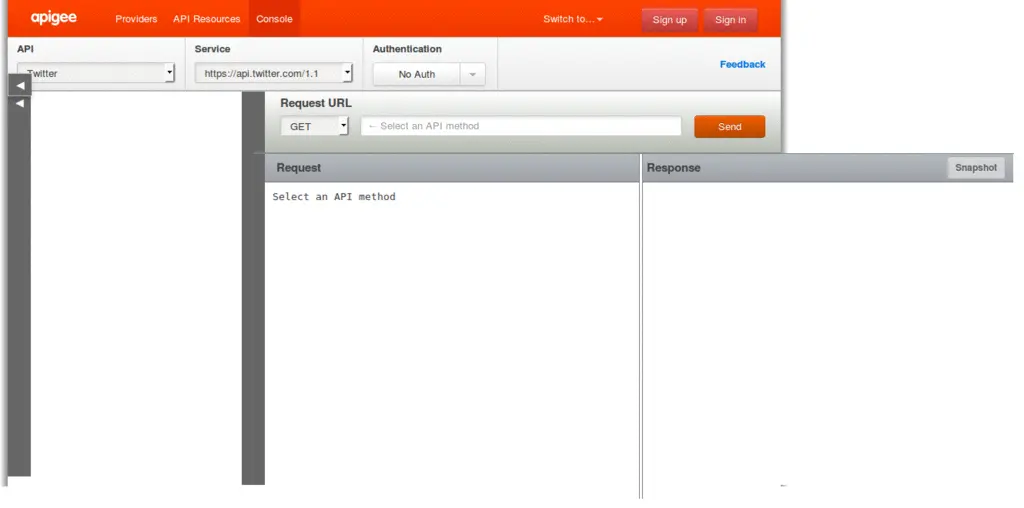 apigee Providers API Resources Console Switch to... Sign up Sign in
API Service Authentication
Twitter https://api.twitter.com/1.1 No Auth Feedback
Request URL
GET ← Select an API method Send
Request Response Snapshot
Select an API method